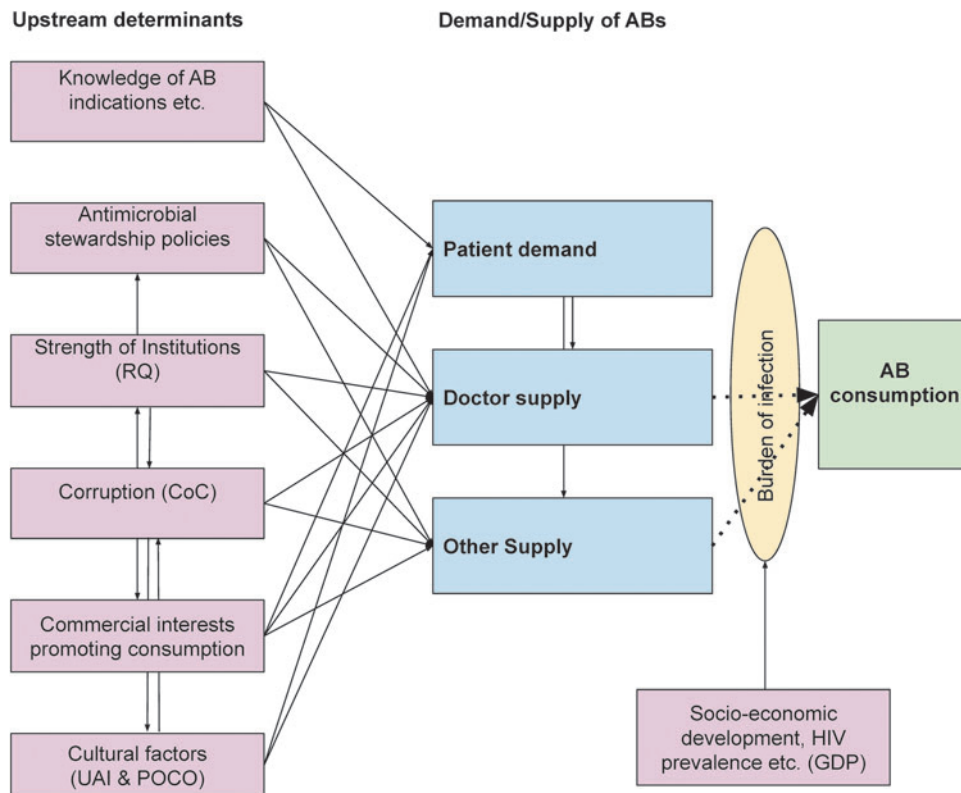 Upstream determinants
Demand/Supply of ABs
Knowledge of AB
indications etc.
Antimicrobial
stewardship policies
Strength of Institutions
(RQ)
Corruption (CoC)
Commercial interests
promoting consumption
Cultural factors
(UAI & POCO)
Patient demand
Doctor supply
Other Supply
Burden of infection
AB
consumption
Socio-economic
development, HIV
prevalence etc. (GDP)